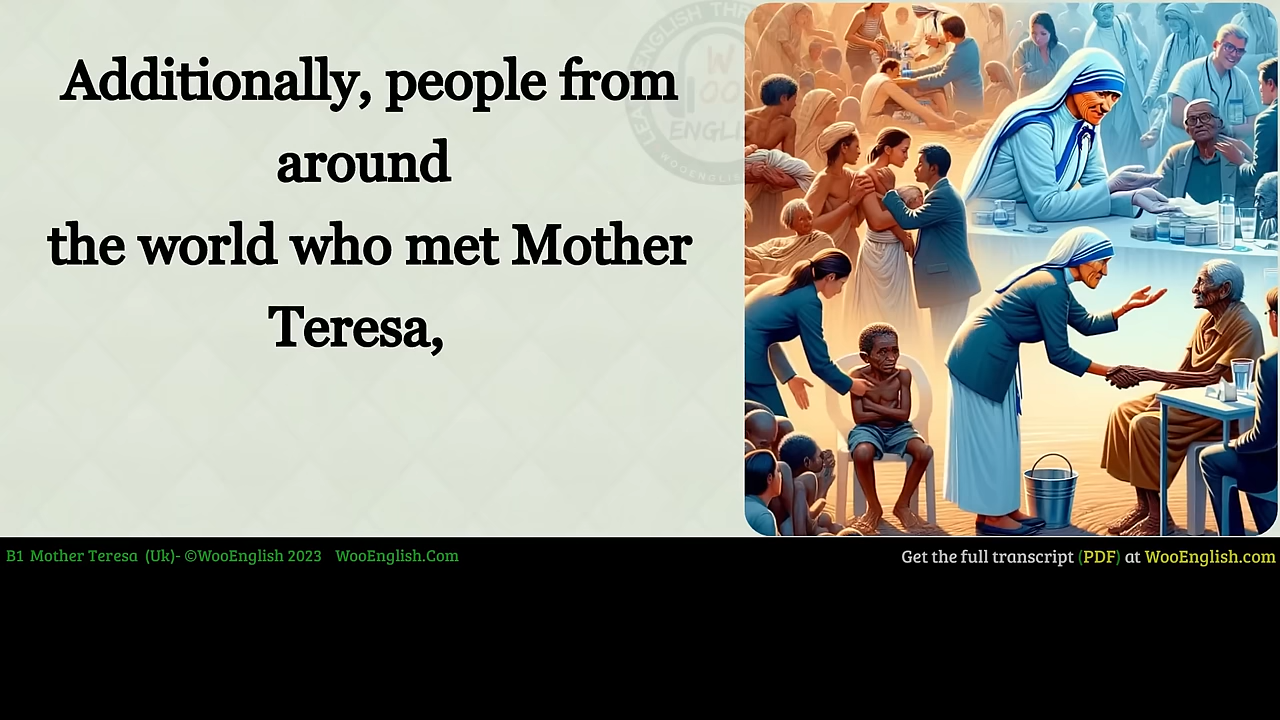 Additionally, people from
around
the world who met Mother
Teresa,
B1 Mother Teresa (Uk)- ©WooEnglish 2023 WooEnglish.Com
Get the full transcript (PDF) at WooEnglish.com